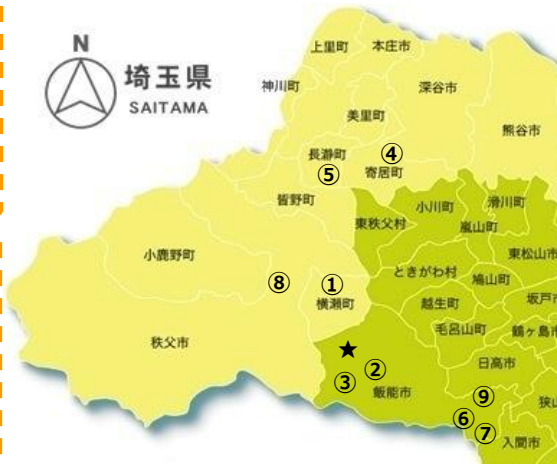 N
埼玉県
SAITAMA
上里町
本庄市
神川町
深谷市
美里町
熊谷市
長瀞町
④
⑤
寄居町
皆野町
小川町
滑川町
東秩父村
嵐山町
小鹿野町
東松山市
ときがわ村
鳩山町
⑧
①
横瀬町
越生町
坂戸
毛呂山町
鶴ヶ島
秩父市
★
②
日高市
③
飯能市
⑨
狭山
⑥
⑦
入間市